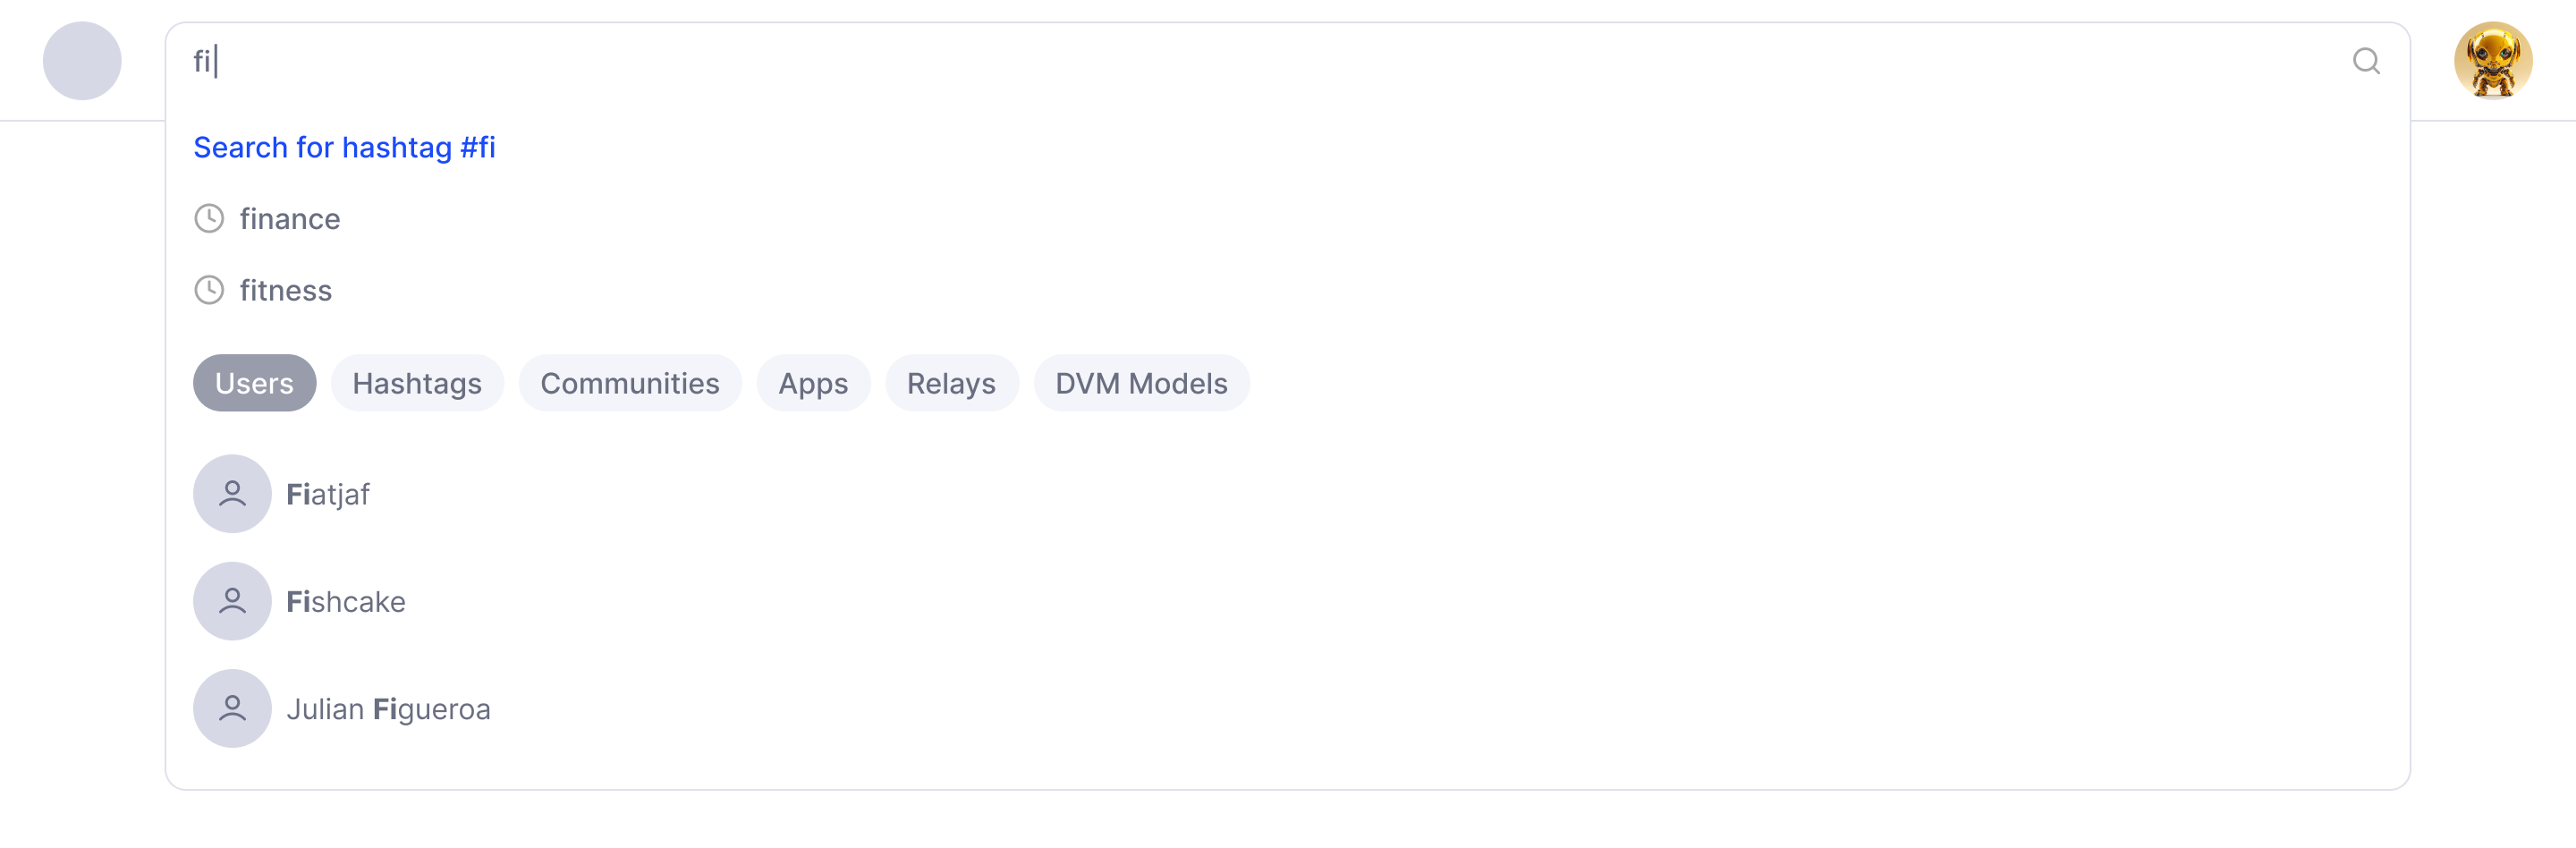 fi
Search for hashtag #fi
finance
fitness
Users Hashtags Communities Apps Relays DVM Models
Fiatjaf
Fishcake
Julian Figueroa